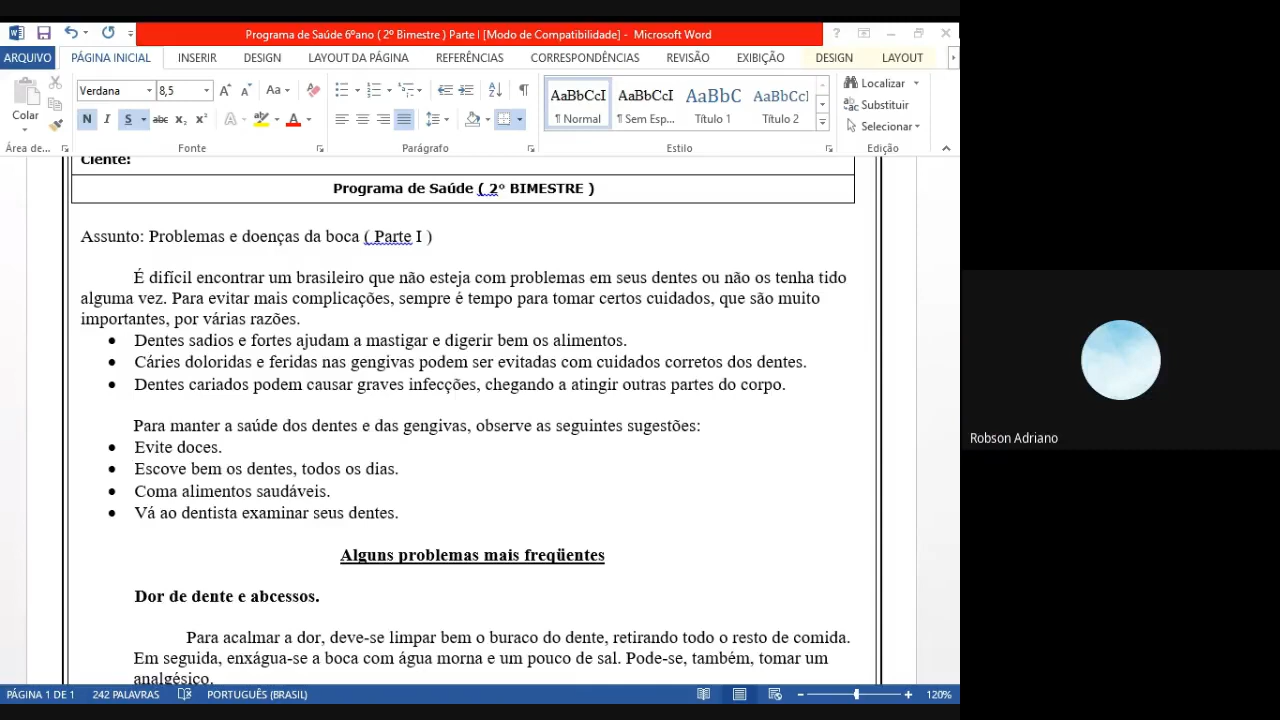 Programa de Saúde 6ºano ( 2º Bimestre ) Parte I [Modo de Compatibilidade] - Microsoft Word
ARQUIVO PÁGINA INICIAL INSERIR DESIGN LAYOUT DA PÁGINA REFERÊNCIAS CORRESPONDÊNCIAS REVISÃO EXIBIÇÃO DESIGN LAYOUT
Verdana 8,5 Aa AaBbCcI AaBbCcI AaBbC AaBbCcI Localizar
Substituir
Colar N I S abc x₂ x² A A ¶ Normal ¶ Sem Esp... Título 1 Título 2 Selecionar
Área de... Fonte Parágrafo Estilo Edição
Ciente:
Programa de Saúde ( 2° BIMESTRE )
Assunto: Problemas e doenças da boca ( Parte I )
É difícil encontrar um brasileiro que não esteja com problemas em seus dentes ou não os tenha tido
alguma vez. Para evitar mais complicações, sempre é tempo para tomar certos cuidados, que são muito
importantes, por várias razões.
• Dentes sadios e fortes ajudam a mastigar e digerir bem os alimentos.
• Cáries doloridas e feridas nas gengivas podem ser evitadas com cuidados corretos dos dentes.
• Dentes cariados podem causar graves infecções, chegando a atingir outras partes do corpo.
Para manter a saúde dos dentes e das gengivas, observe as seguintes sugestões:
• Evite doces.
• Escove bem os dentes, todos os dias.
• Coma alimentos saudáveis.
• Vá ao dentista examinar seus dentes.
Alguns problemas mais freqüentes
Dor de dente e abcessos.
Para acalmar a dor, deve-se limpar bem o buraco do dente, retirando todo o resto de comida.
Em seguida, enxágua-se a boca com água morna e um pouco de sal. Pode-se, também, tomar um
analgésico.
PÁGINA 1 DE 1 242 PALAVRAS PORTUGUÊS (BRASIL) 120%
Robson Adriano